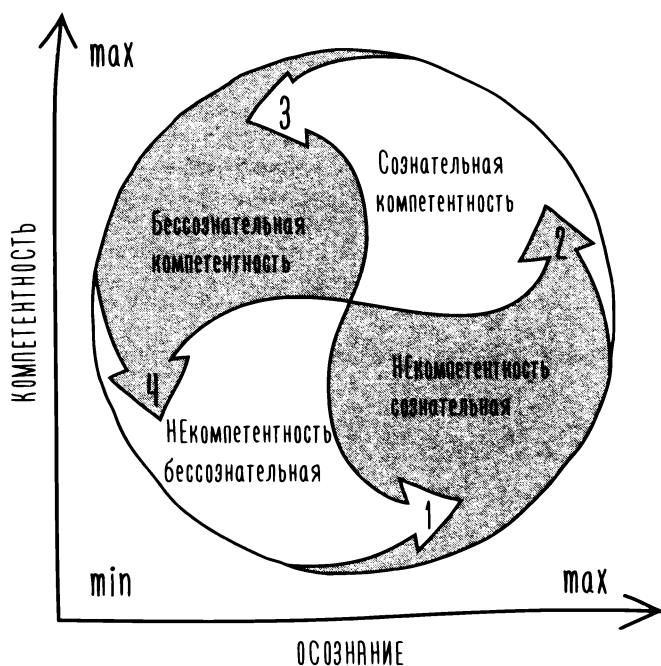 max
3
Сознательная
компетентность
2
Бессознательная
компетентность
КОМПЕТЕНТНОСТЬ
4
НЕкомпетентность
сознательная
НЕкомпетентность
бессознательная
1
min
max
ОСОЗНАНИЕ